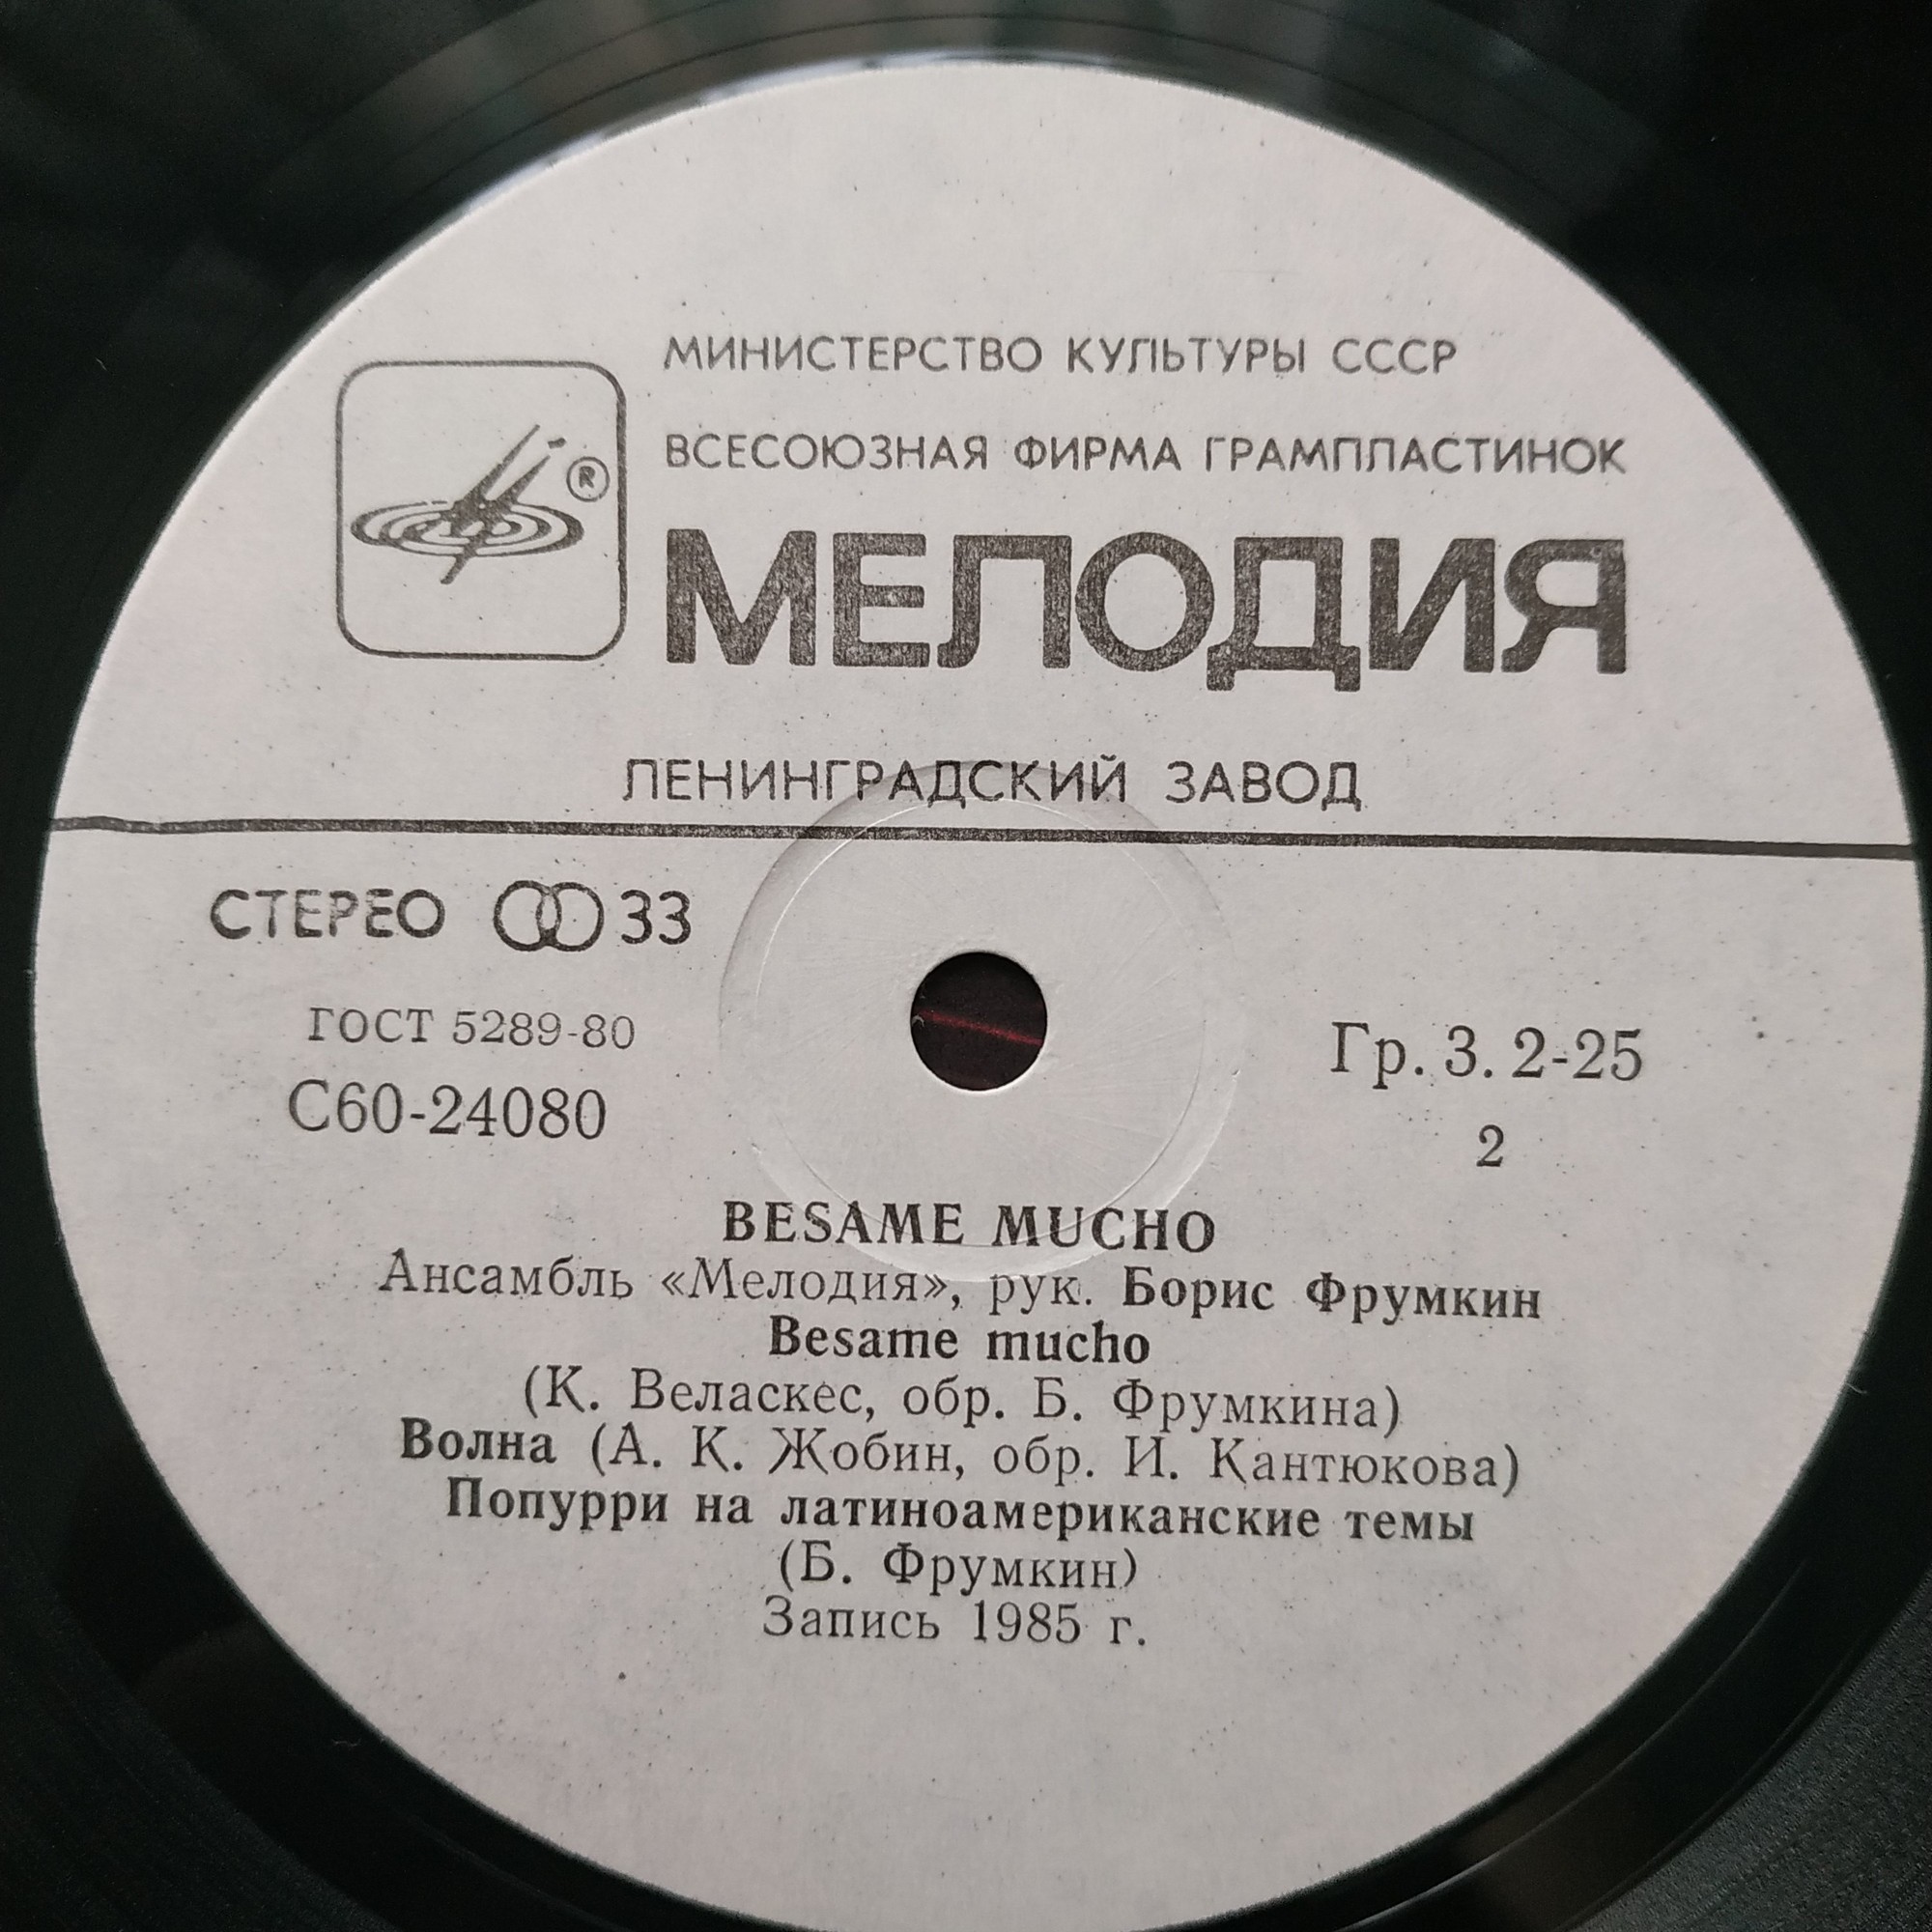 МИНИСТЕРСТВО КУЛЬТУРЫ СССР
ВСЕСОЮЗНАЯ ФИРМА ГРАМПЛАСТИНОК
®
МЕЛОДИЯ
ЛЕНИНГРАДСКИЙ ЗАВОД
СТЕРЕО 33
ГОСТ 5289-80
С60-24080
Гр. 3. 2-25
2
BESAME MUCHO
Ансамбль «Мелодия», рук. Борис Фрумкин
Besame mucho
(К. Веласкес, обр. Б. Фрумкина)
Волна (А. К. Жобин, обр. И. Кантюкова)
Попурри на латиноамериканские темы
(Б. Фрумкин)
Запись 1985 г.